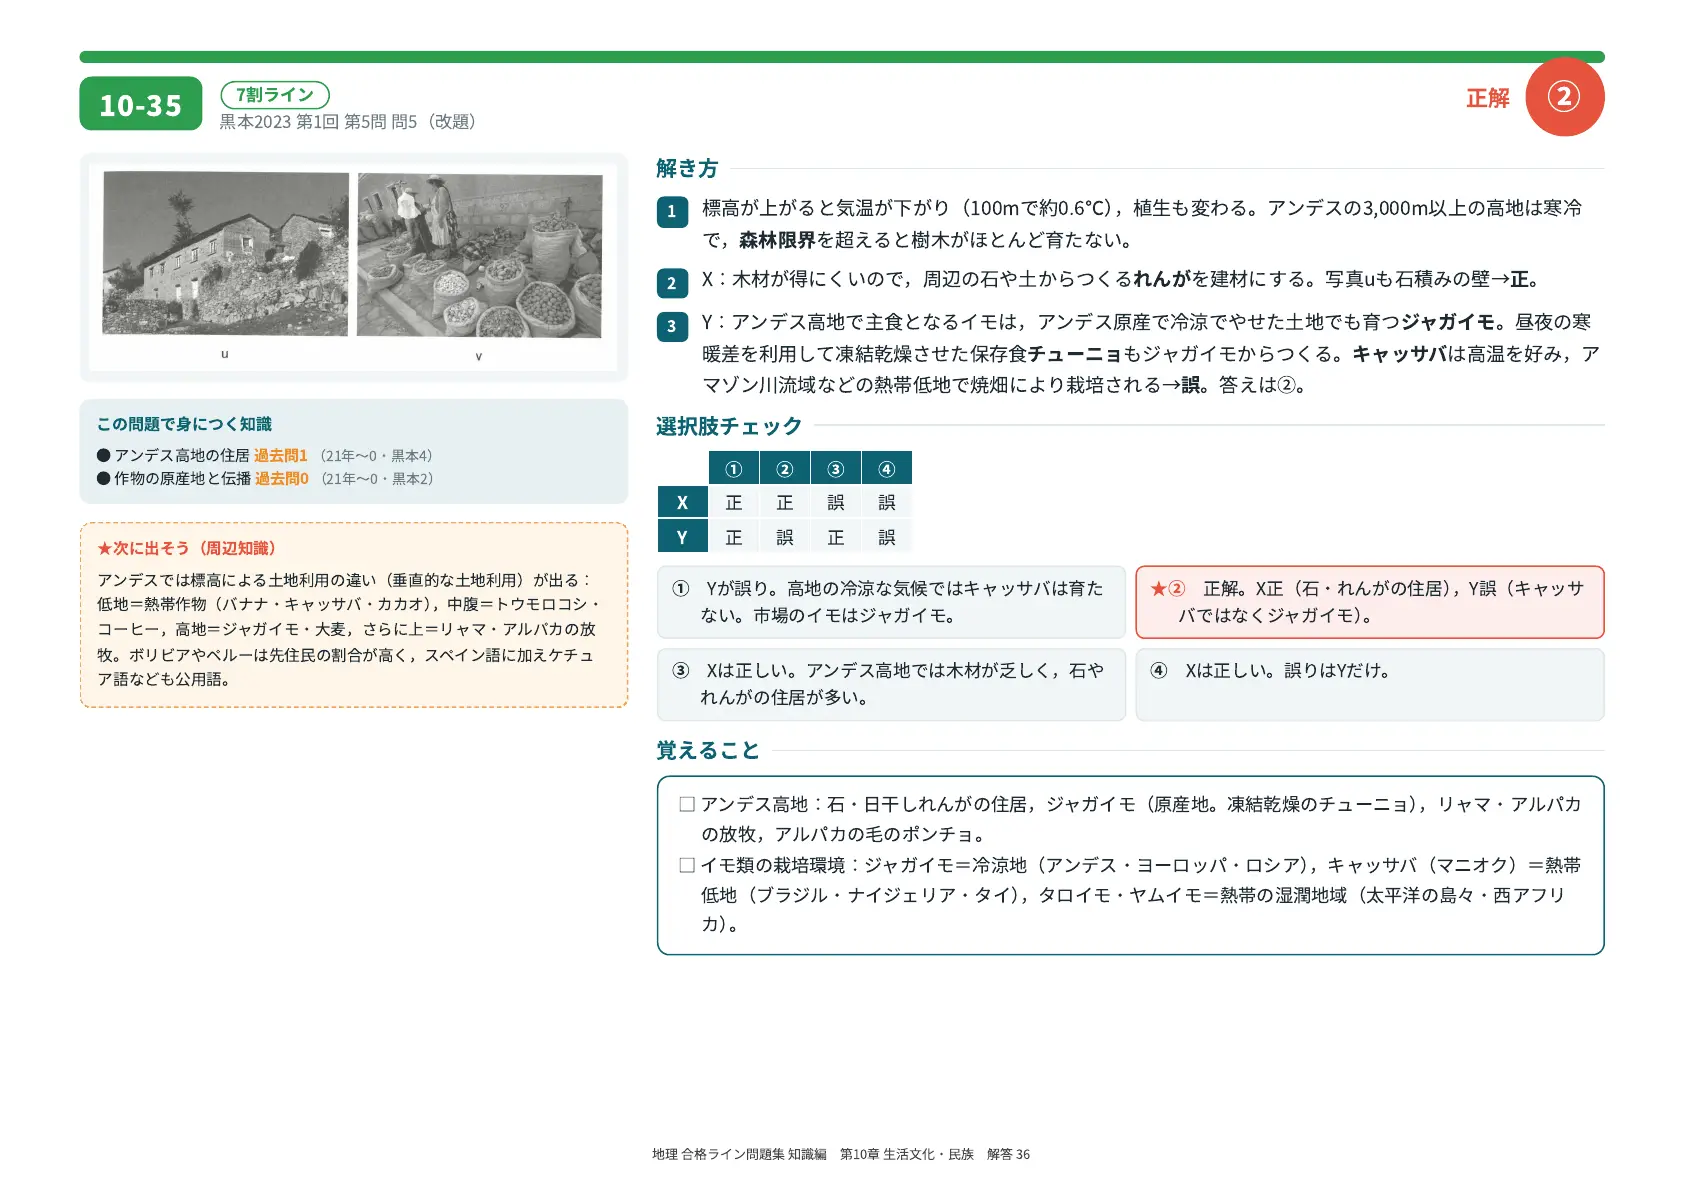 10-35
7割ライン
黒本2023 第1回 第5問 問5（改題）
正解
②
u
v
この問題で身につく知識
● アンデス高地の住居 過去問1 （21年〜0・黒本4）
● 作物の原産地と伝播 過去問0 （21年〜0・黒本2）
★次に出そう（周辺知識）
アンデスでは標高による土地利用の違い（垂直的な土地利用）が出る：
低地＝熱帯作物（バナナ・キャッサバ・カカオ），中腹＝トウモロコシ・
コーヒー，高地＝ジャガイモ・大麦，さらに上＝リャマ・アルパカの放
牧。ボリビアやペルーは先住民の割合が高く，スペイン語に加えケチュ
ア語なども公用語。
解き方
1 標高が上がると気温が下がり（100mで約0.6℃），植生も変わる。アンデスの3,000m以上の高地は寒冷
で，森林限界を超えると樹木がほとんど育たない。
2 X：木材が得にくいので，周辺の石や土からつくるれんがを建材にする。写真uも石積みの壁→正。
3 Y：アンデス高地で主食となるイモは，アンデス原産で冷涼でやせた土地でも育つジャガイモ。昼夜の寒
暖差を利用して凍結乾燥させた保存食チューニョもジャガイモからつくる。キャッサバは高温を好み，ア
マゾン川流域などの熱帯低地で焼畑により栽培される→誤。答えは②。
選択肢チェック
① ② ③ ④
X 正 正 誤 誤
Y 正 誤 正 誤
① Yが誤り。高地の冷涼な気候ではキャッサバは育た
ない。市場のイモはジャガイモ。
★② 正解。X正（石・れんがの住居），Y誤（キャッサ
バではなくジャガイモ）。
③ Xは正しい。アンデス高地では木材が乏しく，石や
れんがの住居が多い。
④ Xは正しい。誤りはYだけ。
覚えること
□ アンデス高地：石・日干しれんがの住居，ジャガイモ（原産地。凍結乾燥のチューニョ），リャマ・アルパカ
の放牧，アルパカの毛のポンチョ。
□ イモ類の栽培環境：ジャガイモ＝冷涼地（アンデス・ヨーロッパ・ロシア），キャッサバ（マニオク）＝熱帯
低地（ブラジル・ナイジェリア・タイ），タロイモ・ヤムイモ＝熱帯の湿潤地域（太平洋の島々・西アフリ
カ）。
地理 合格ライン問題集 知識編 第10章 生活文化・民族 解答 36